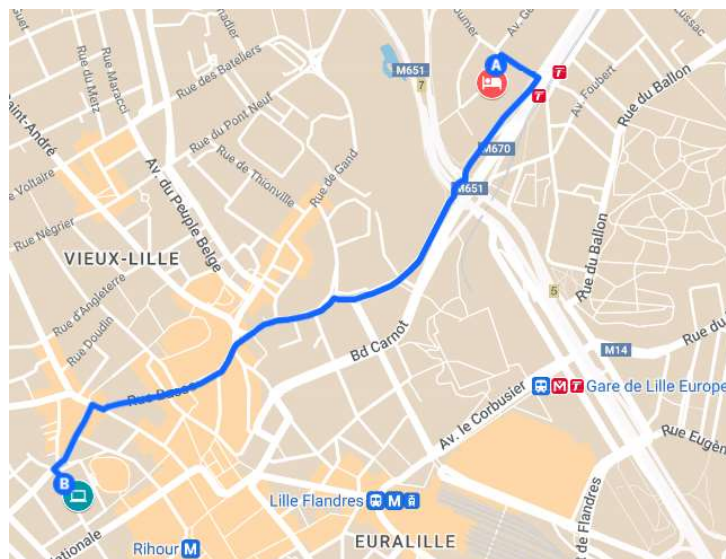 Rue du Metz
Rue Maracci
Rue des Bateliers
Saint-André
Rue du Pont Neuf
Rue Voltaire
Rue de Thionville
Rue de Gand
Av. du Peuple Belge
Rue Négrier
VIEUX-LILLE
Rue d'Angleterre
Rue Doudin
A
M651
7
T
T
Av. Foubert
Rue du Ballon
M670
M651
Rue du Ballon
5
M14
Bd Carnot
Av. le Corbusier
M T Gare de Lille Europe
Rue Eugèn
B
Lille Flandres M
EURALILLE
Rihour M